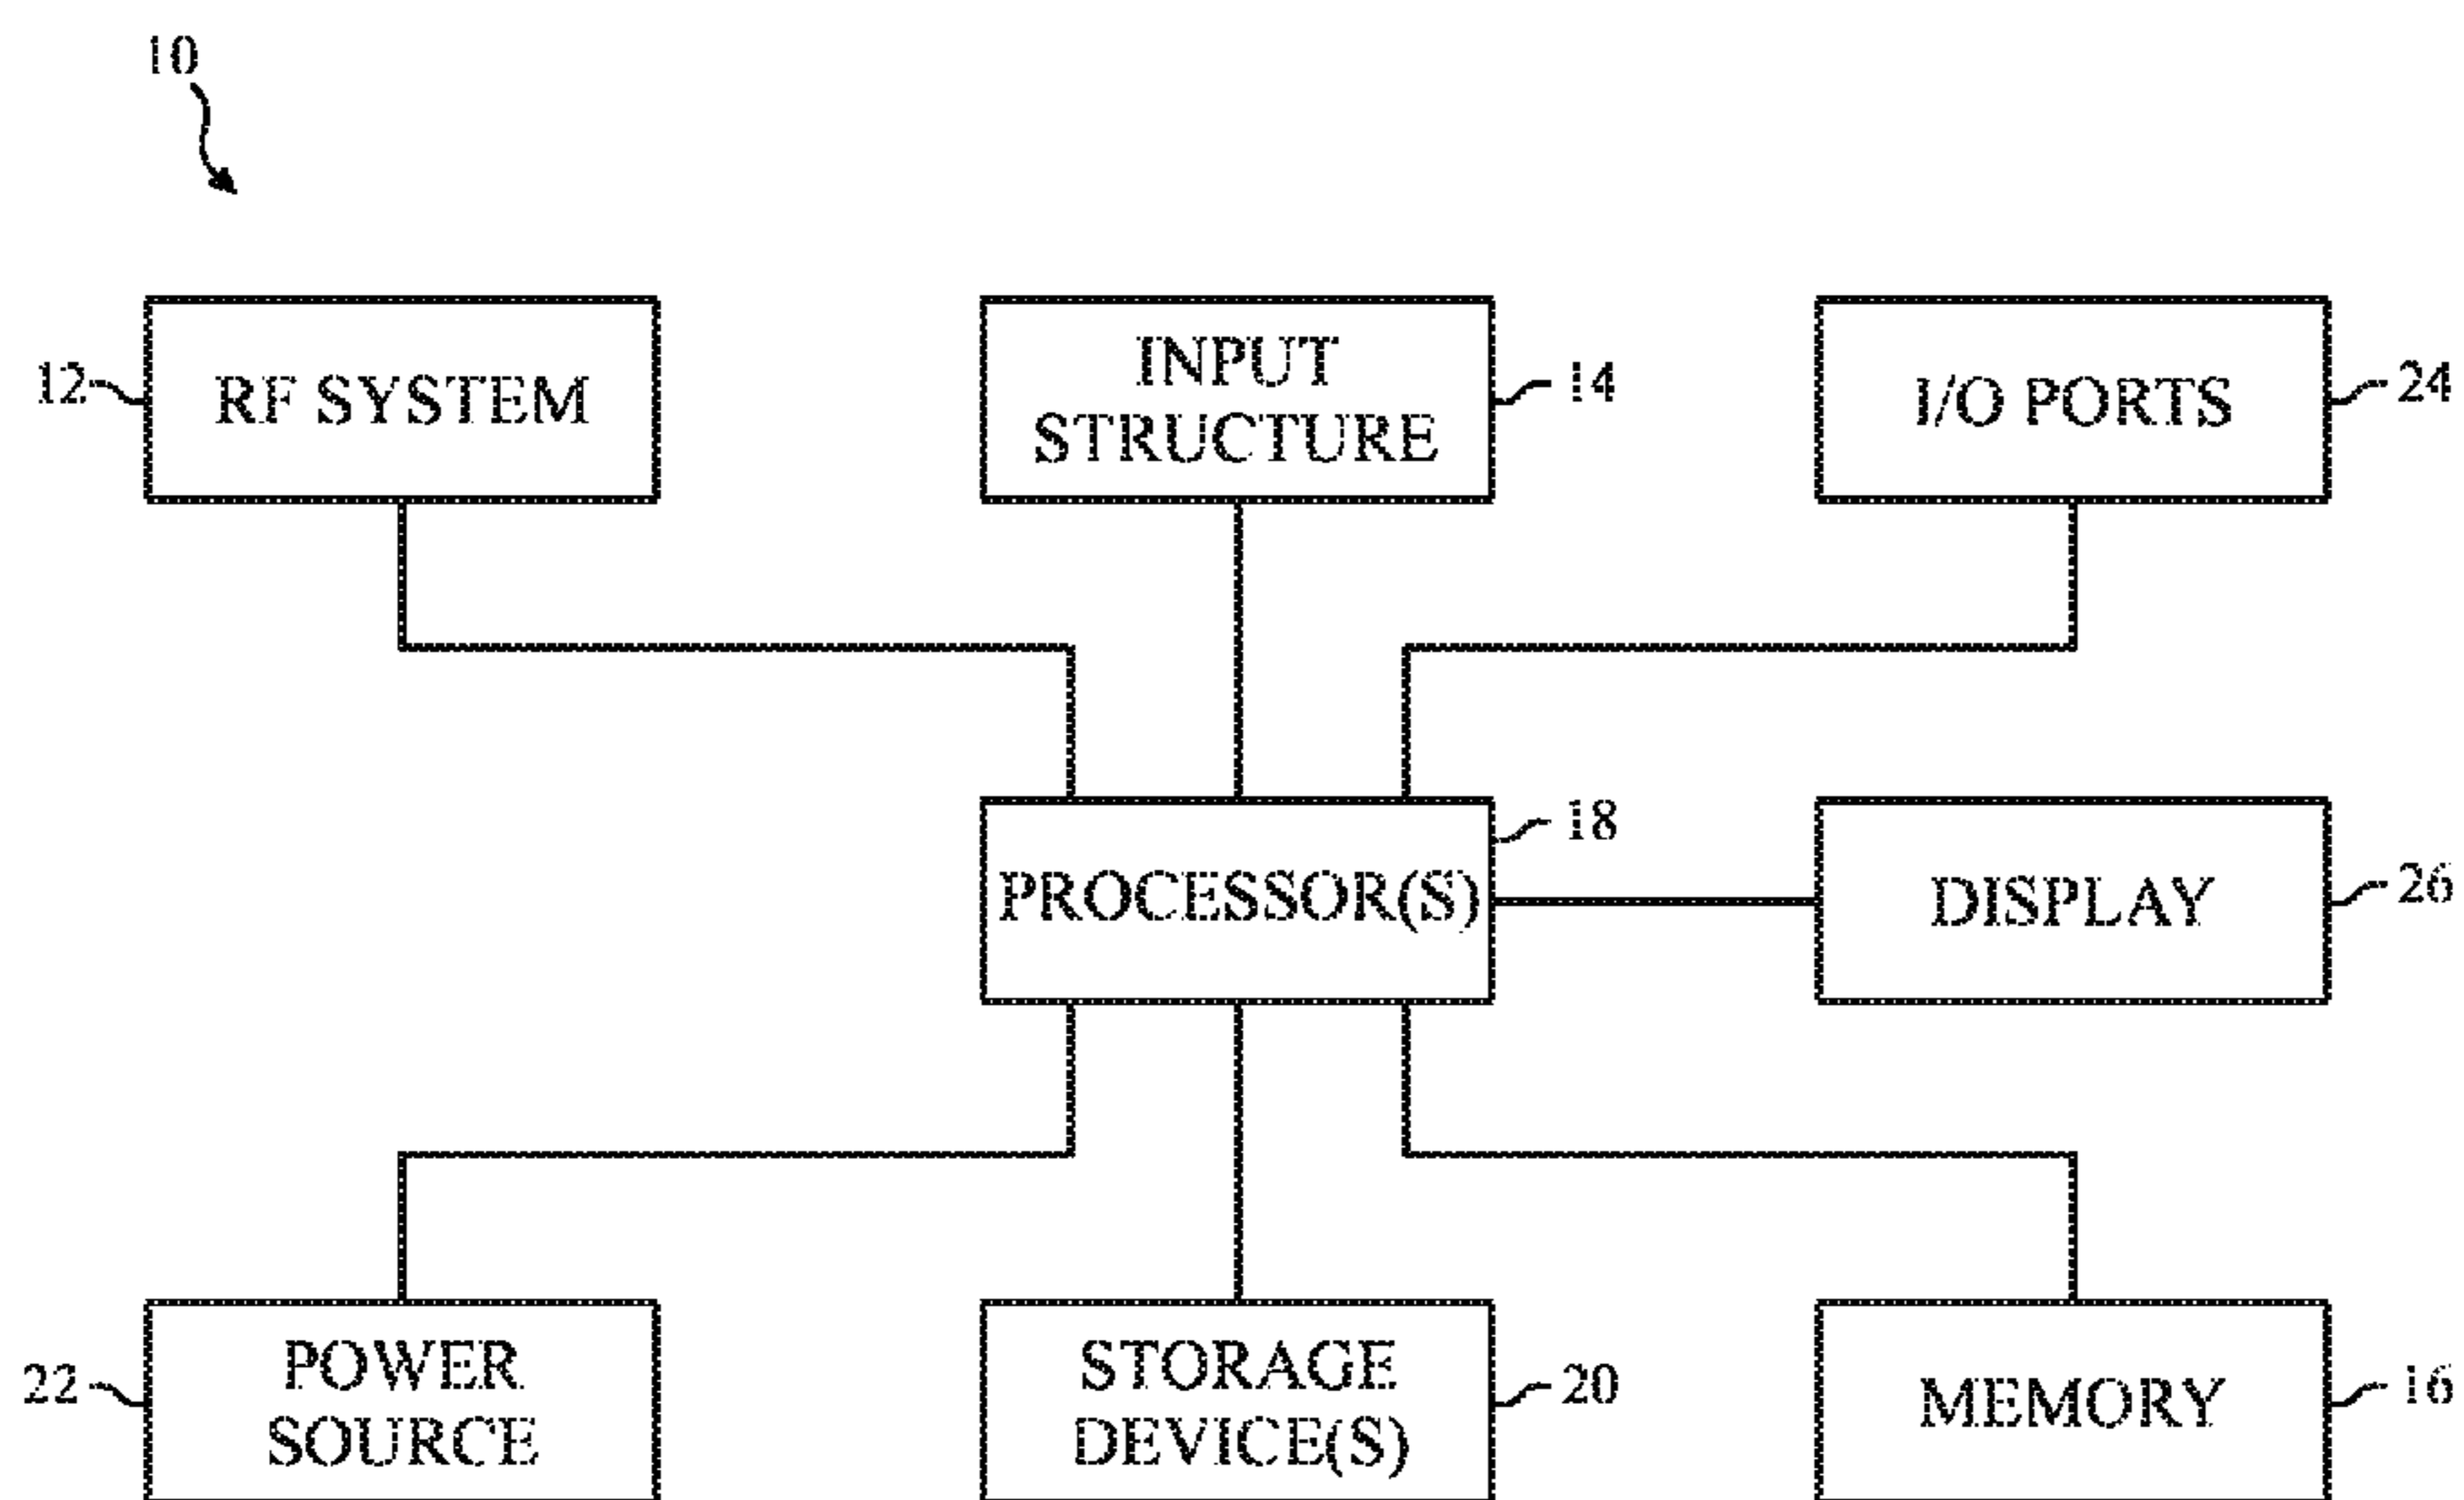 10
12
RF SYSTEM
INPUT
STRUCTURE
14
I/O PORTS
24
PROCESSOR(S)
18
DISPLAY
26
22
POWER
SOURCE
STORAGE
DEVICE(S)
20
MEMORY
16